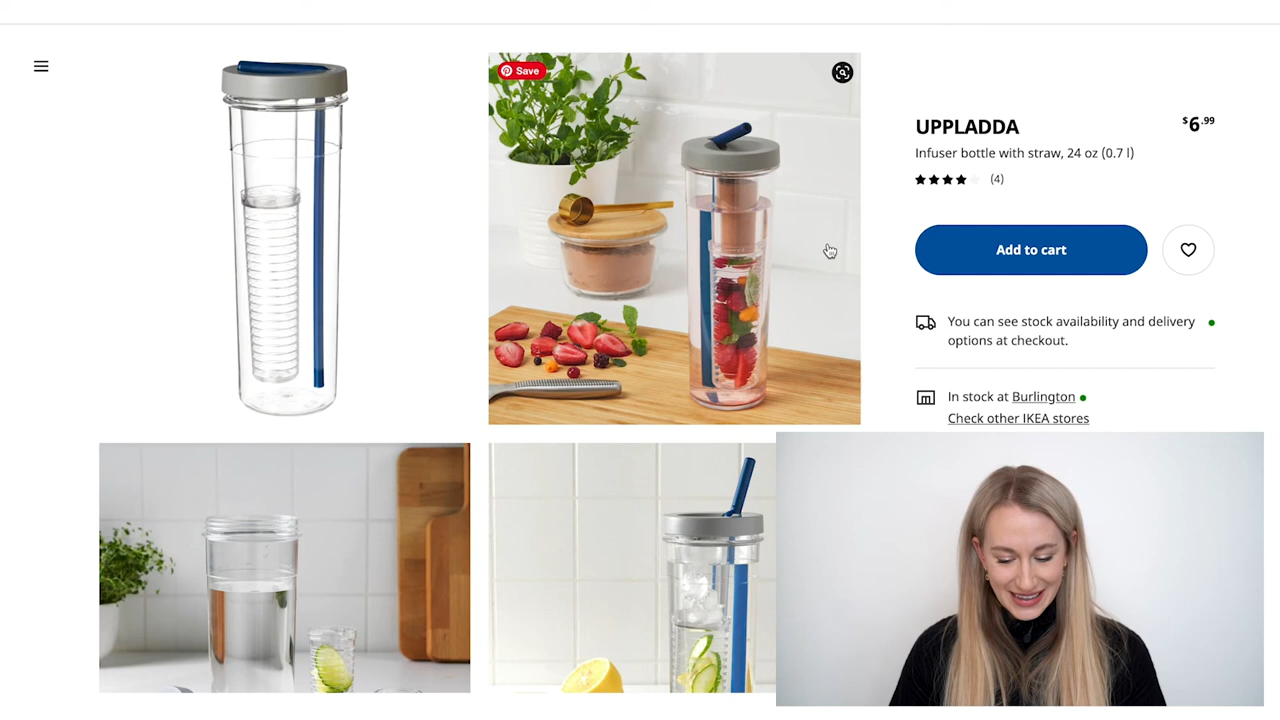 Save
UPPLADDA
$6.99
Infuser bottle with straw, 24 oz (0.7 l)
(4)
Add to cart
You can see stock availability and delivery
options at checkout.
In stock at Burlington
Check other IKEA stores